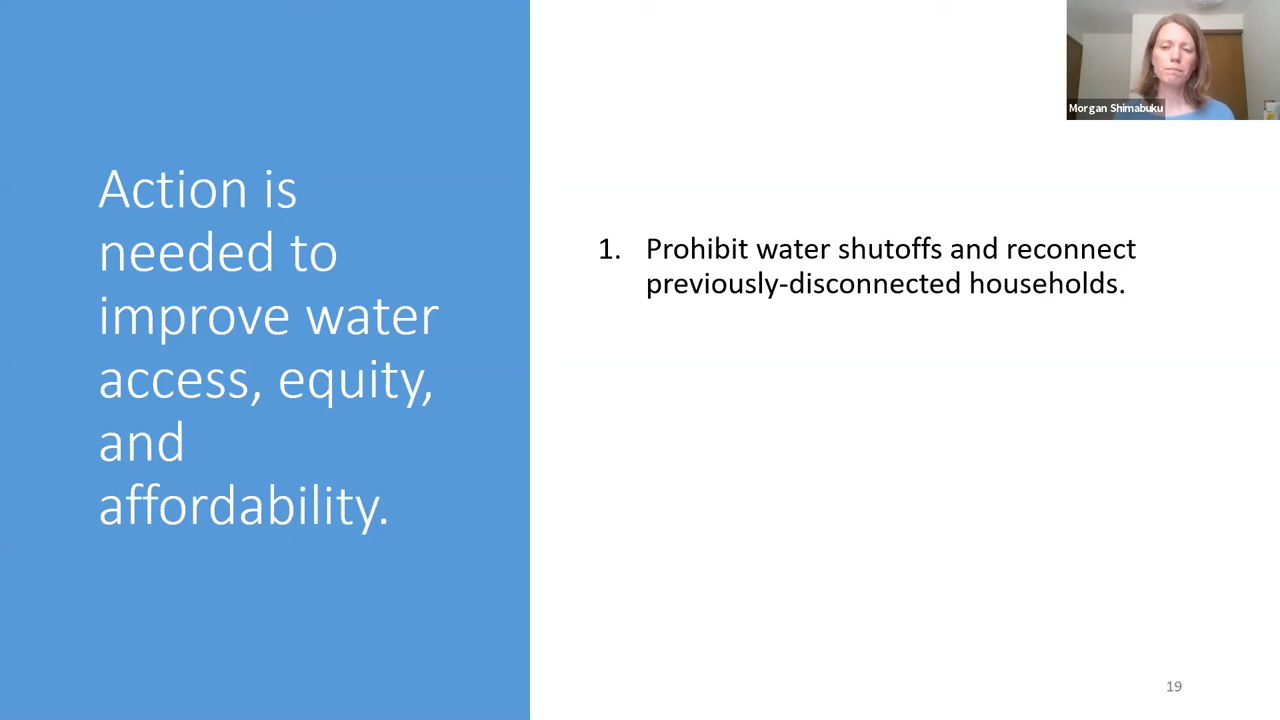 Action is
needed to
improve water
access, equity,
and
affordability.
1. Prohibit water shutoffs and reconnect
previously-disconnected households.
Morgan Shimabuku
19